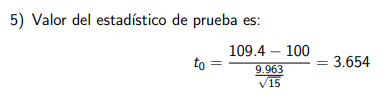 5) Valor del estadístico de prueba es:
t₀ = (109.4 − 100) / (9.963 / √15) = 3.654